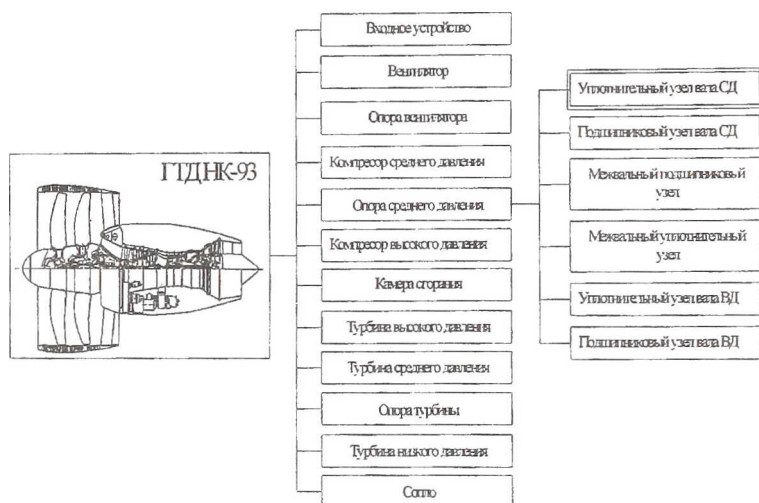 ГТД НК-93
Входное устройство
Вентилятор
Опора вентилятора
Компрессор среднего давления
Опора среднего давления
Компрессор высокого давления
Камера сгорания
Турбина высокого давления
Турбина среднего давления
Опора турбины
Турбина низкого давления
Сопло
Уплотнительный узел вала СД
Подшипниковый узел вала СД
Межвальный подшипниковый
узел
Межвальный уплотнительный
узел
Уплотнительный узел вала ВД
Подшипниковый узел вала ВД